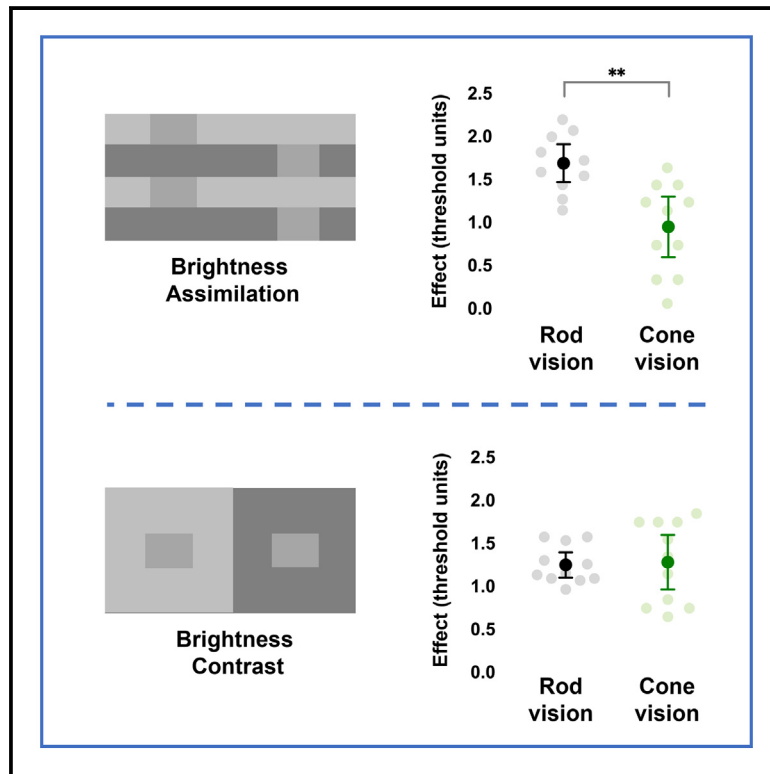 Brightness
Assimilation
Effect (threshold units)
2.5
2.0
1.5
1.0
0.5
0.0
**
Rod
vision
Cone
vision
Brightness
Contrast
Effect (threshold units)
2.5
2.0
1.5
1.0
0.5
0.0
Rod
vision
Cone
vision